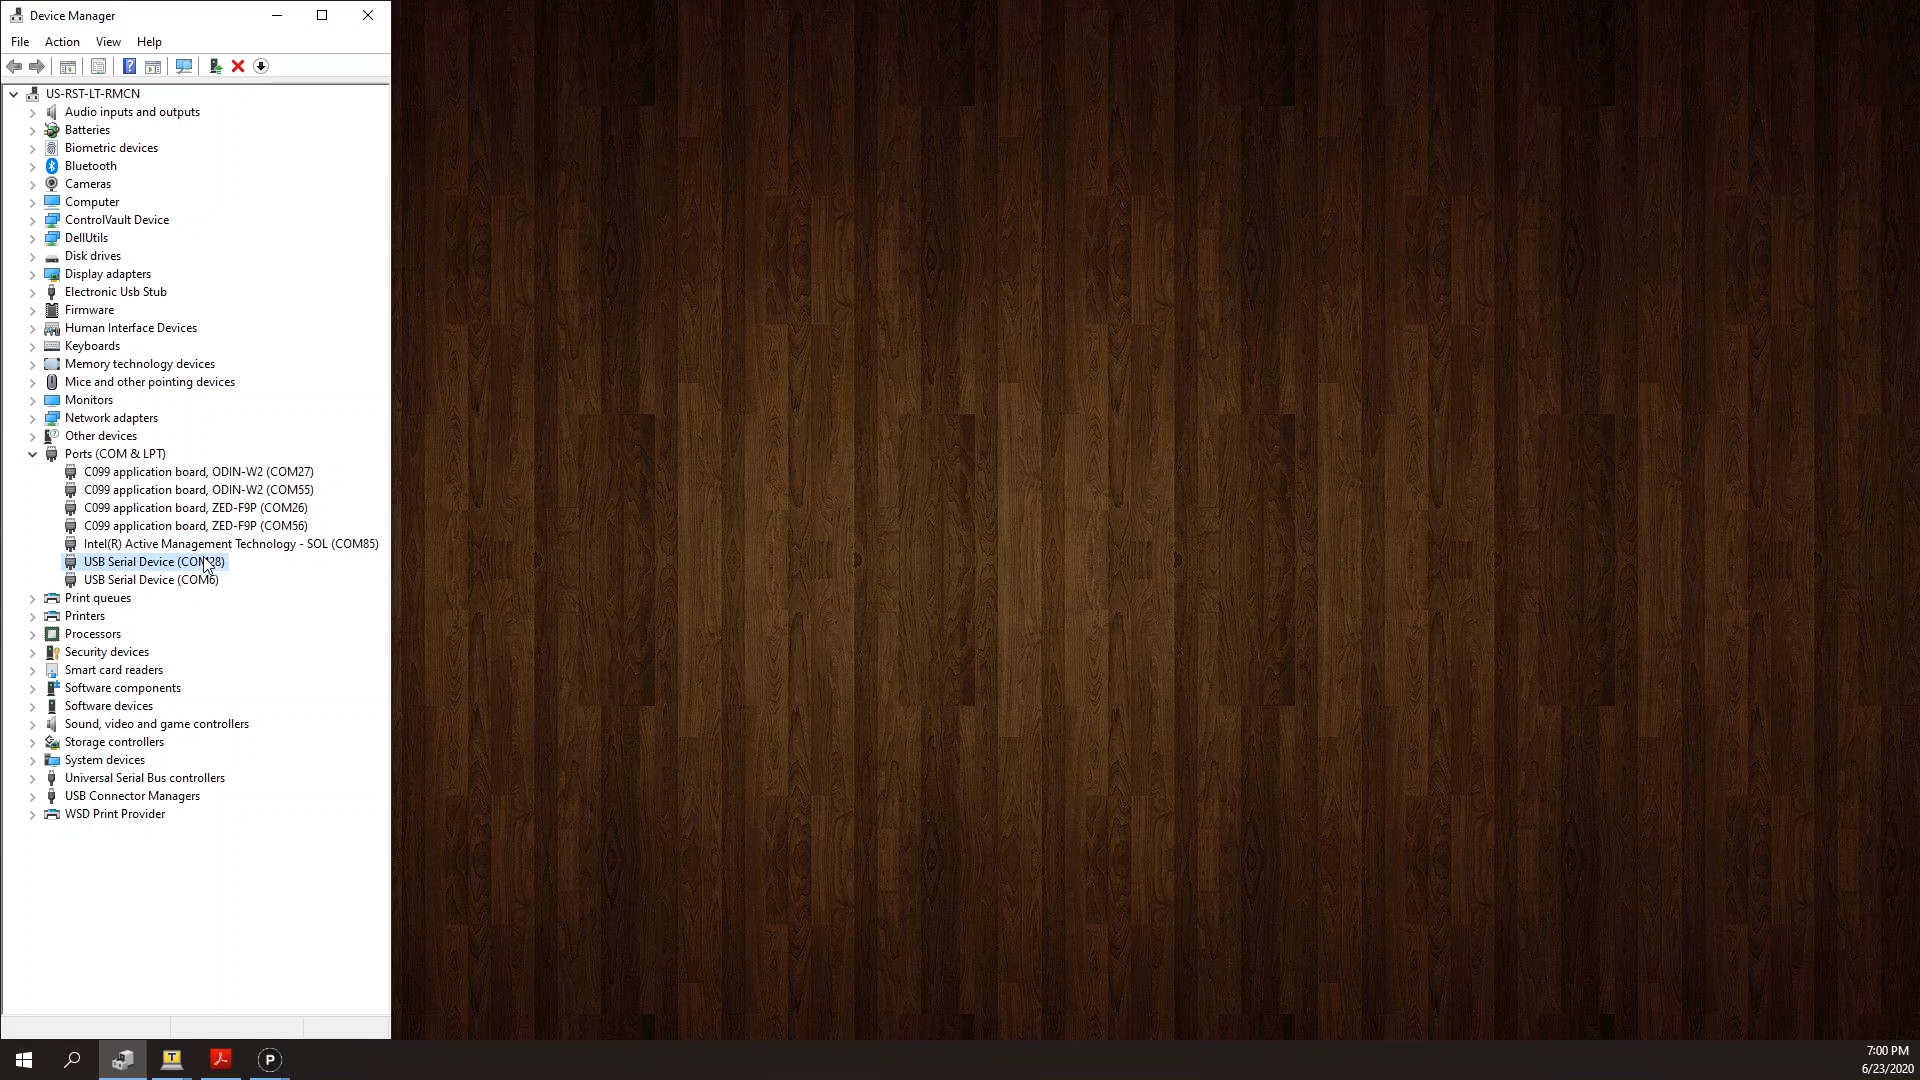 Device Manager
File Action View Help
US-RST-LT-RMCN
Audio inputs and outputs
Batteries
Biometric devices
Bluetooth
Cameras
Computer
ControlVault Device
DellUtils
Disk drives
Display adapters
Electronic Usb Stub
Firmware
Human Interface Devices
Keyboards
Memory technology devices
Mice and other pointing devices
Monitors
Network adapters
Other devices
Ports (COM & LPT)
C099 application board, ODIN-W2 (COM27)
C099 application board, ODIN-W2 (COM55)
C099 application board, ZED-F9P (COM26)
C099 application board, ZED-F9P (COM56)
Intel(R) Active Management Technology - SOL (COM85)
USB Serial Device (COM28)
USB Serial Device (COM6)
Print queues
Printers
Processors
Security devices
Smart card readers
Software components
Software devices
Sound, video and game controllers
Storage controllers
System devices
Universal Serial Bus controllers
USB Connector Managers
WSD Print Provider
T
P
7:00 PM
6/23/2020